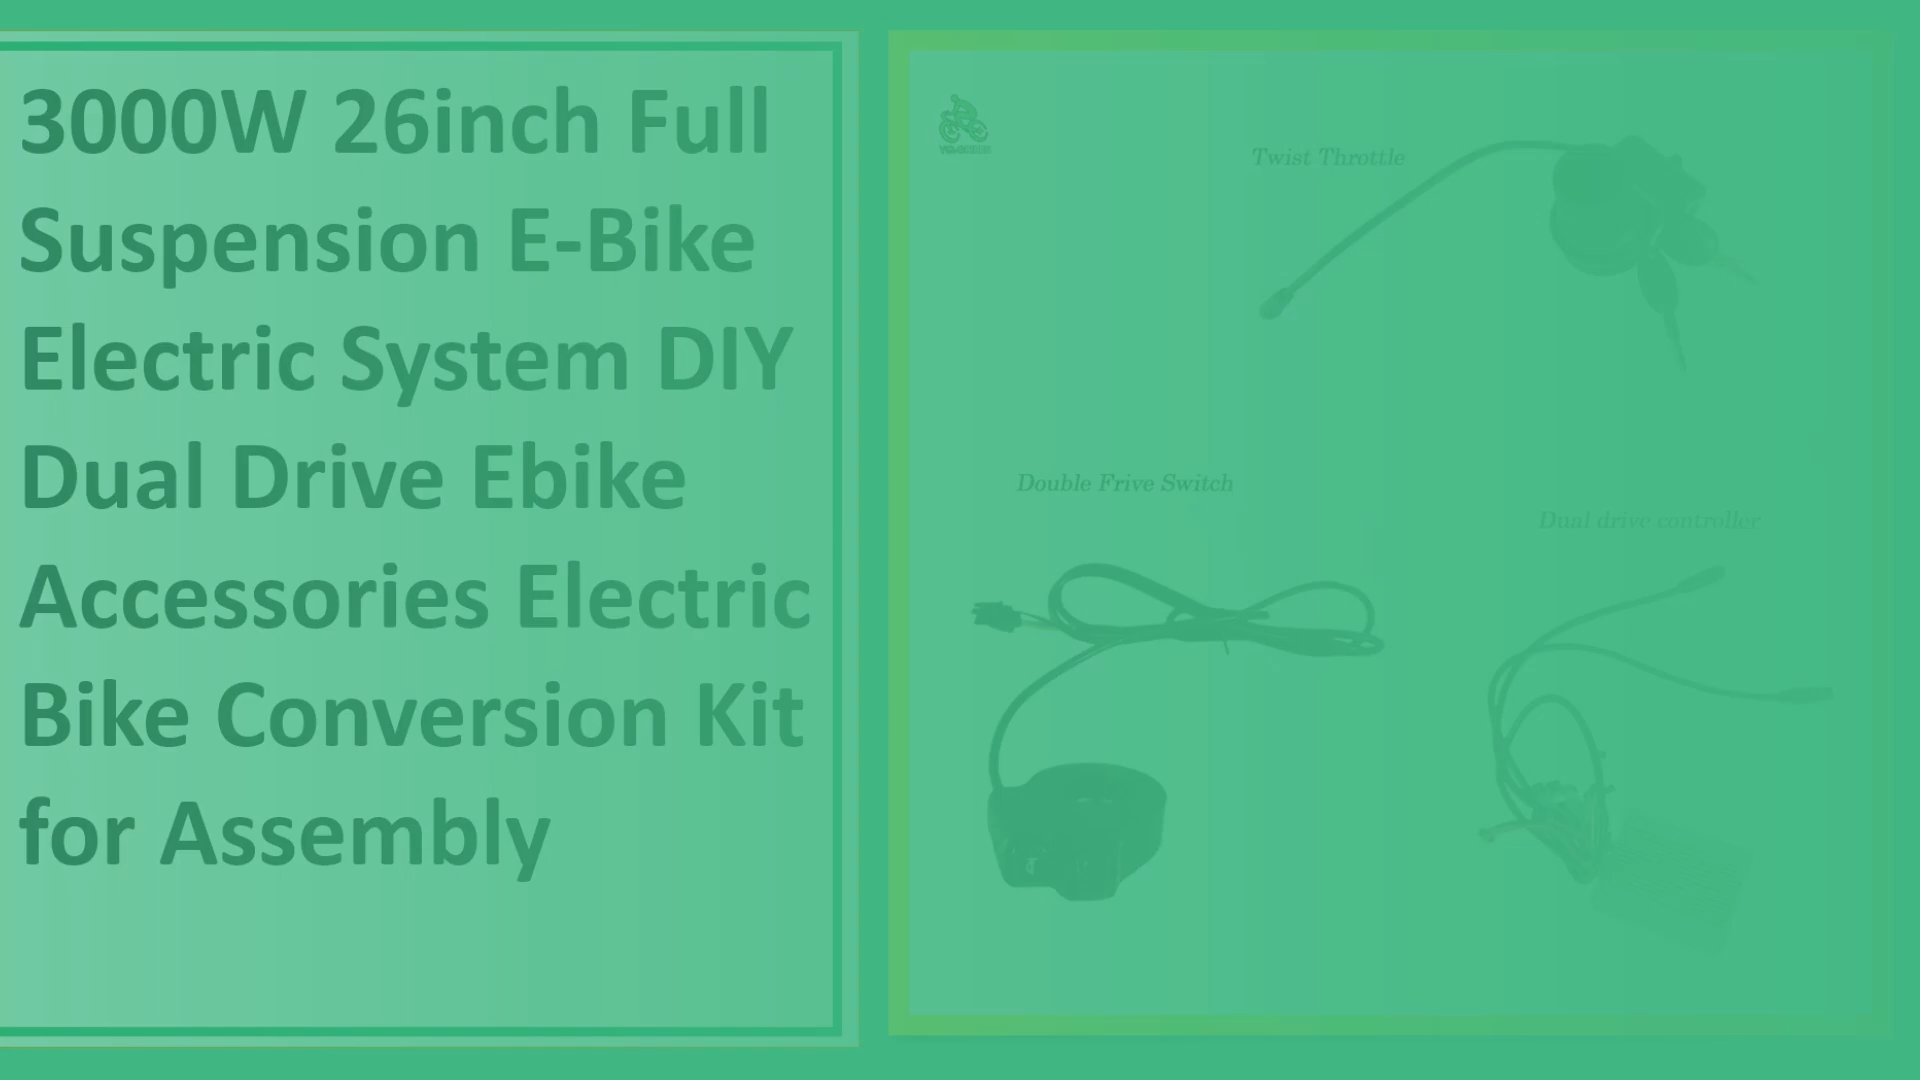 3000W 26inch Full
Suspension E-Bike
Electric System DIY
Dual Drive Ebike
Accessories Electric
Bike Conversion Kit
for Assembly
Twist Throttle
Double Frive Switch
Dual drive controller